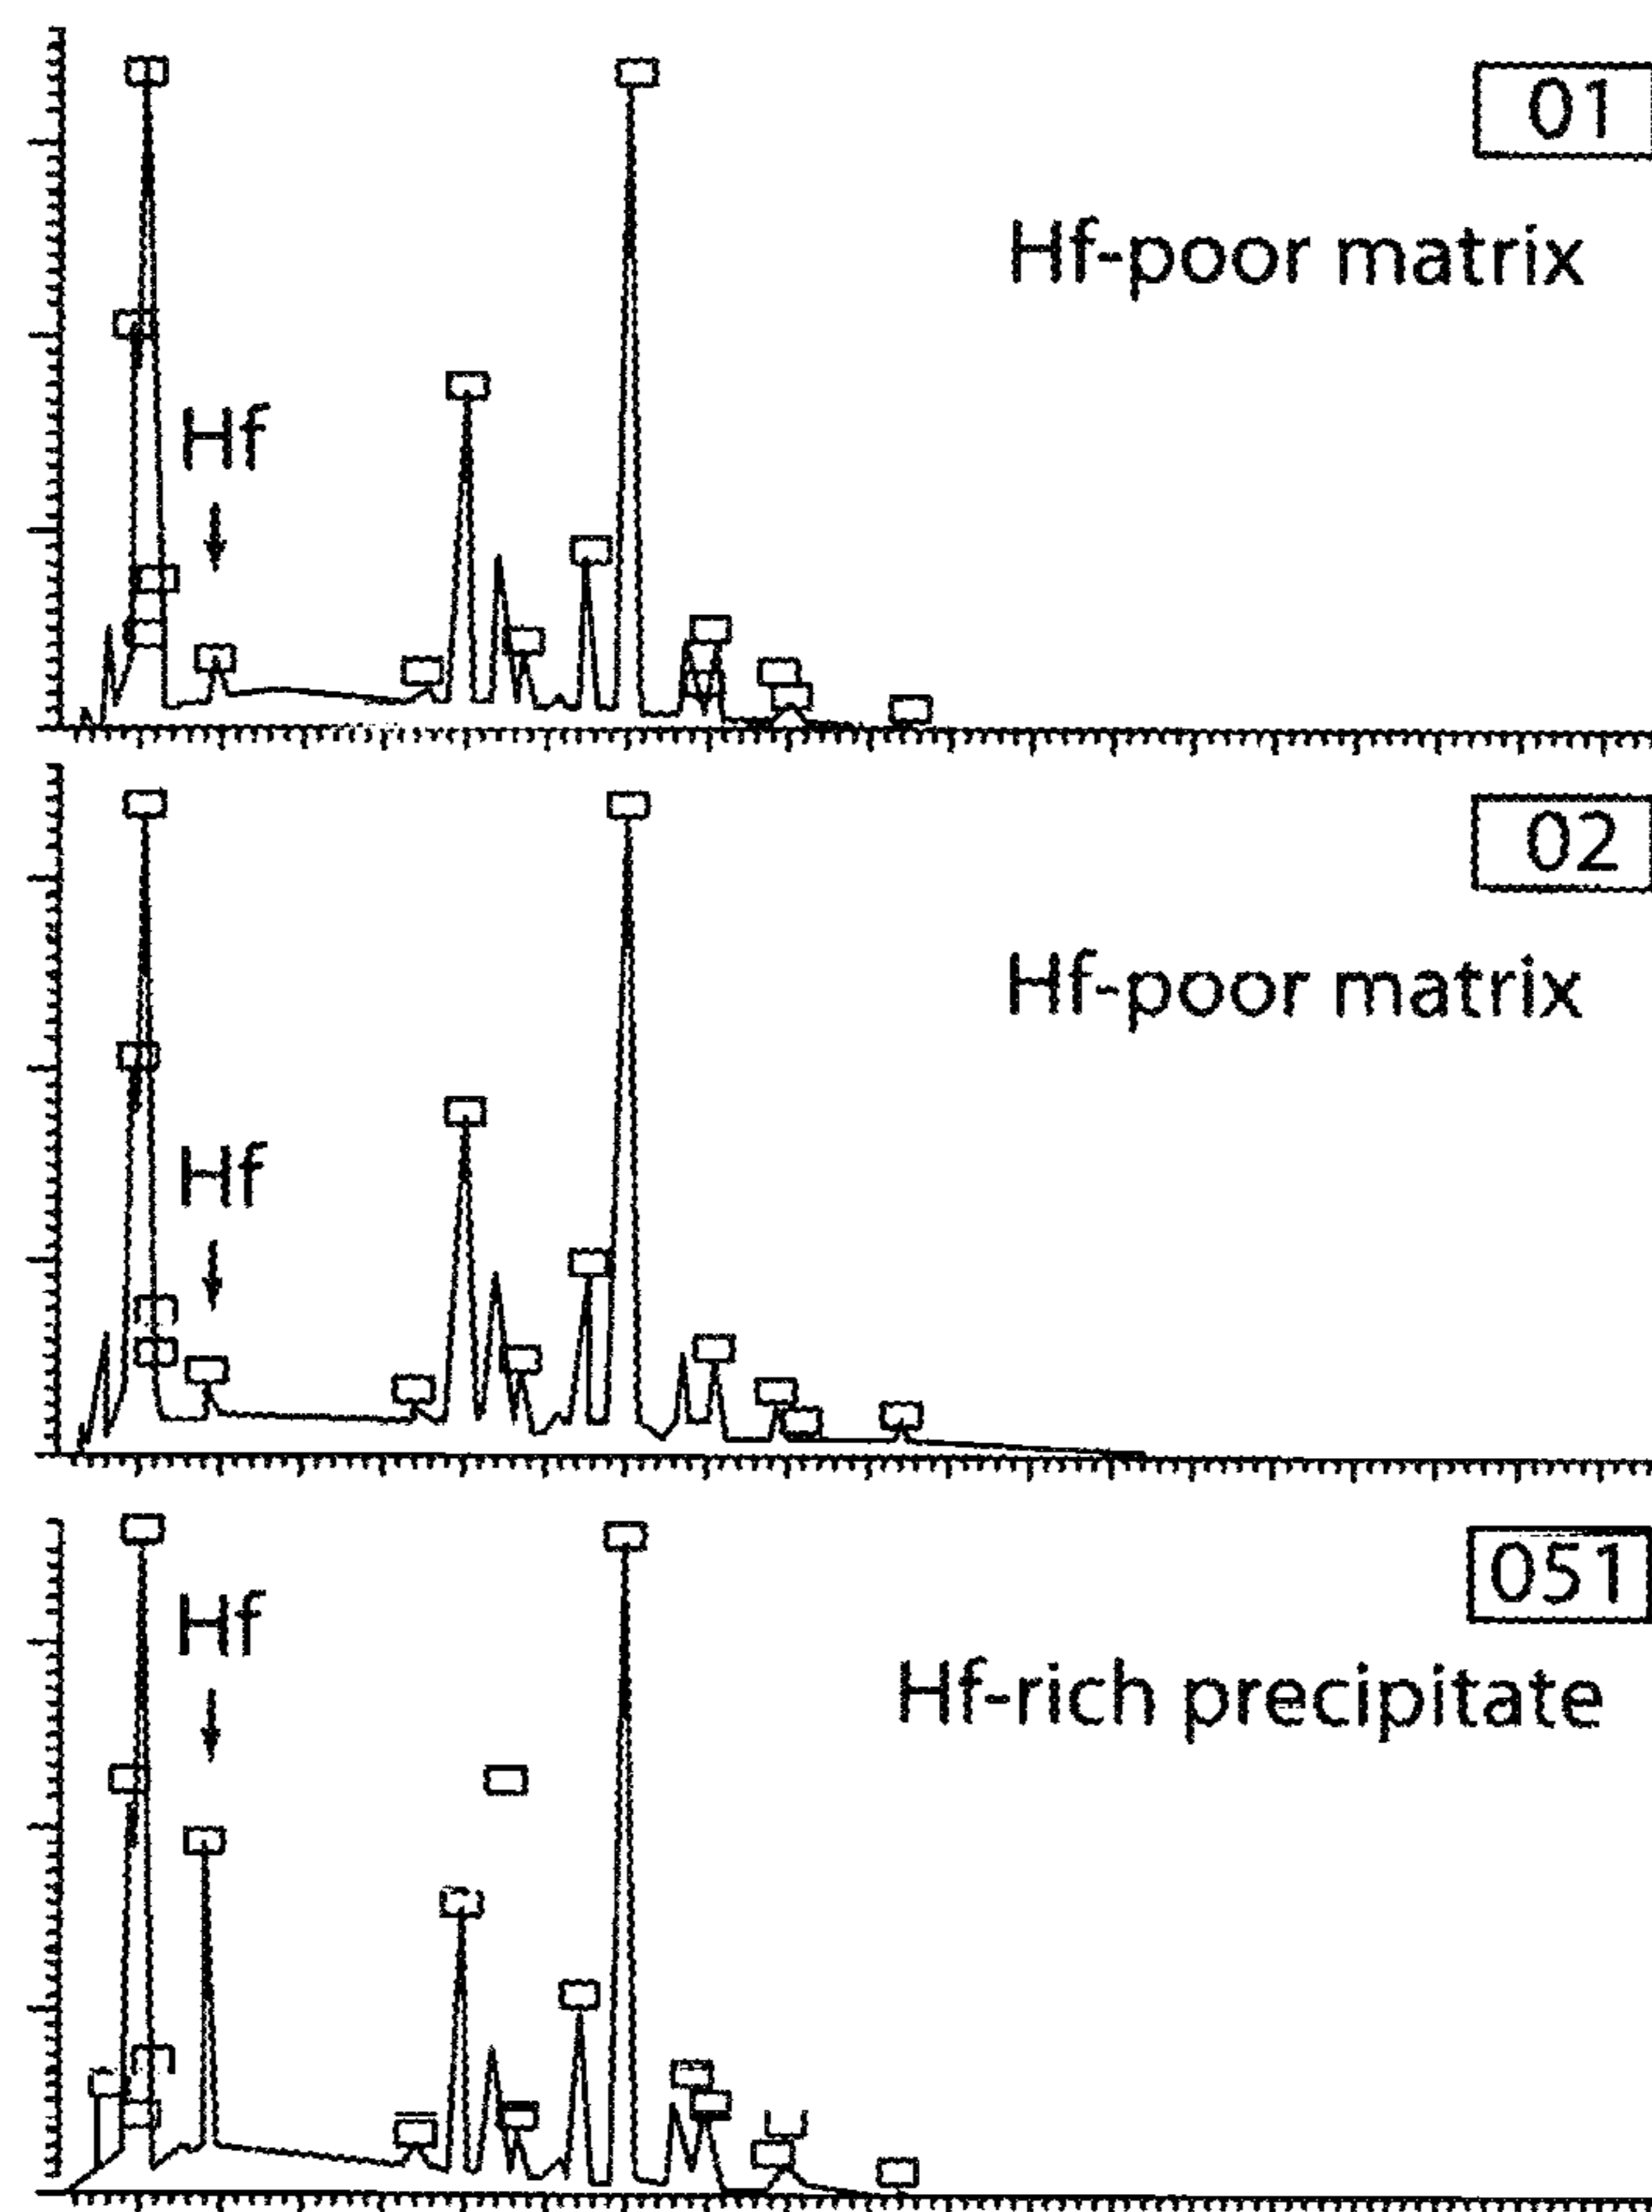 01
Hf-poor matrix
Hf
02
Hf-poor matrix
Hf
051
Hf
Hf-rich precipitate